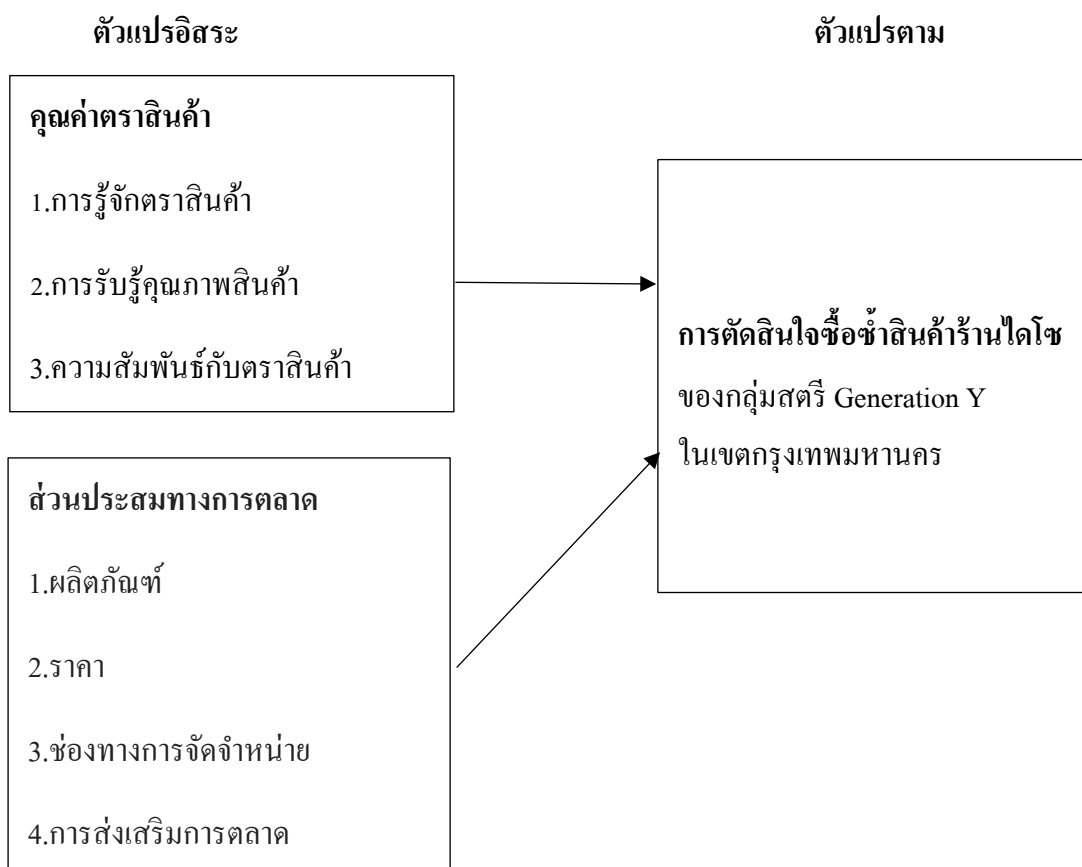 ตัวแปรอิสระ
ตัวแปรตาม
คุณค่าตราสินค้า
1.การรู้จักตราสินค้า
2.การรับรู้คุณภาพสินค้า
3.ความสัมพันธ์กับตราสินค้า
ส่วนประสมทางการตลาด
1.ผลิตภัณฑ์
2.ราคา
3.ช่องทางการจัดจำหน่าย
4.การส่งเสริมการตลาด
การตัดสินใจซื้อซ้ำสินค้าร้านไดโซ
ของกลุ่มสตรี Generation Y
ในเขตกรุงเทพมหานคร